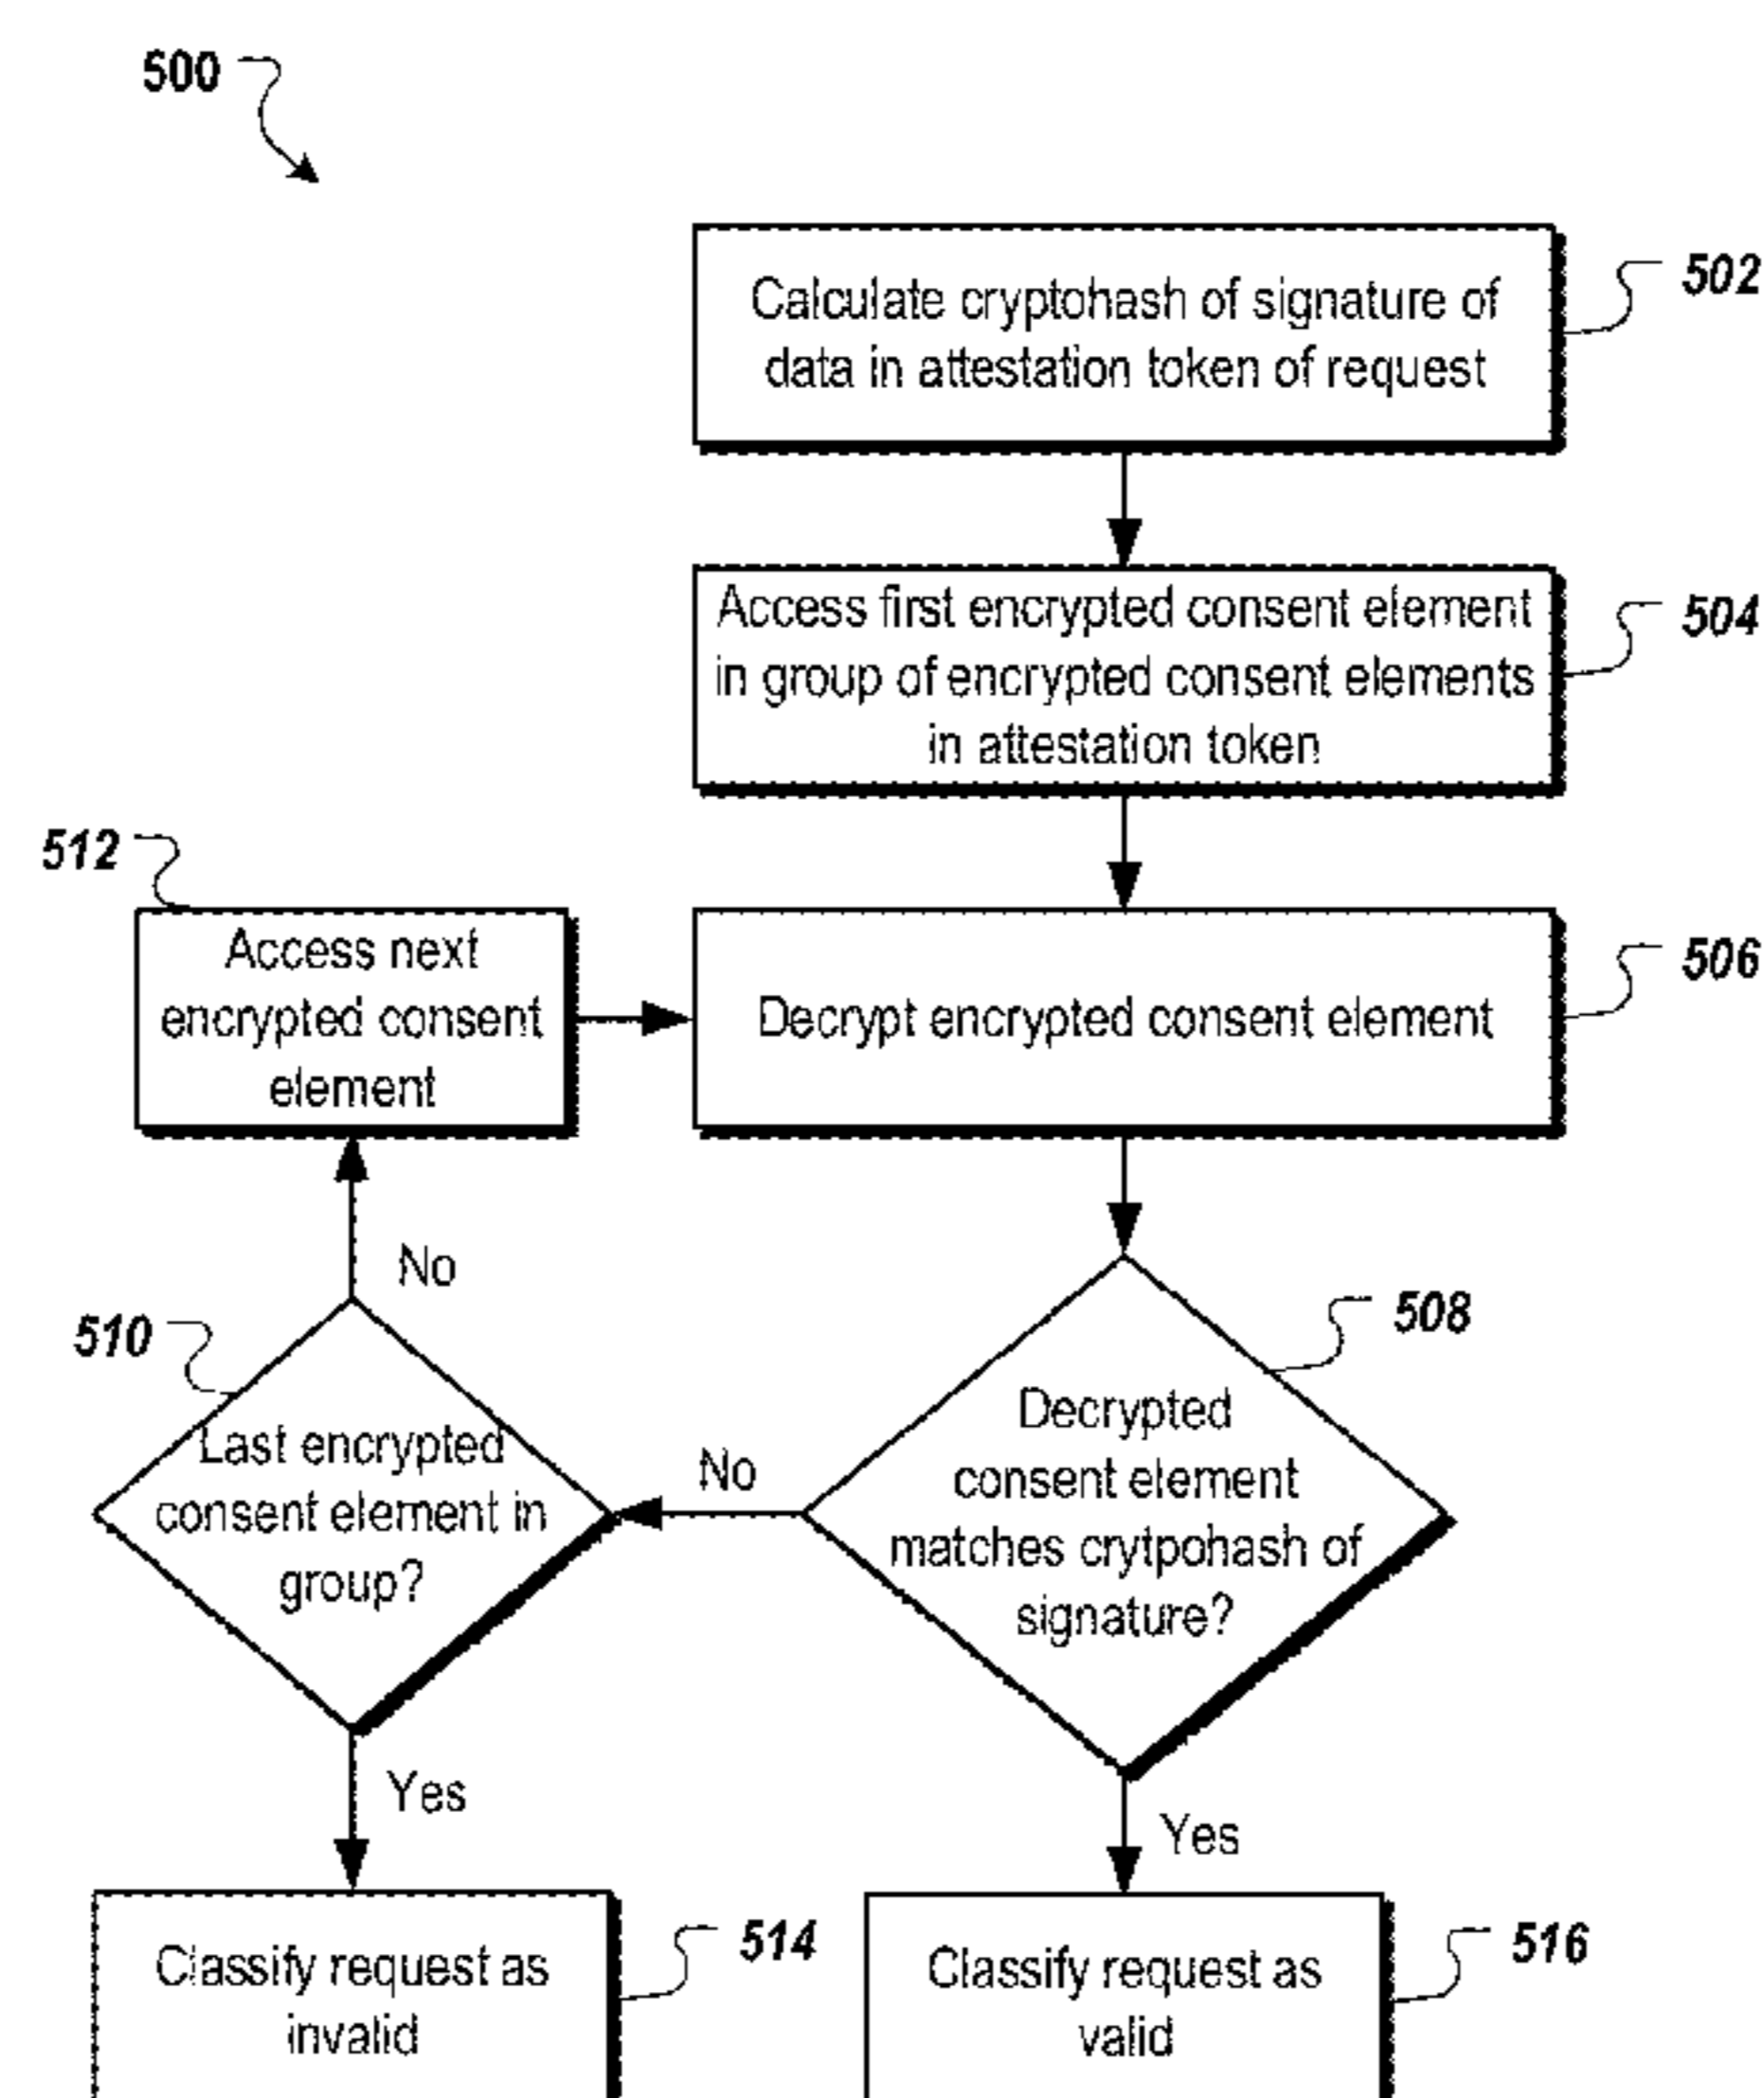 500
Calculate cryptohash of signature of
data in attestation token of request
502
Access first encrypted consent element
in group of encrypted consent elements
in attestation token
504
512
Access next
encrypted consent
element
Decrypt encrypted consent element
506
No
510
Last encrypted
consent element in
group?
No
508
Decrypted
consent element
matches crytpohash of
signature?
Yes
Yes
Classify request as
invalid
514
Classify request as
valid
516